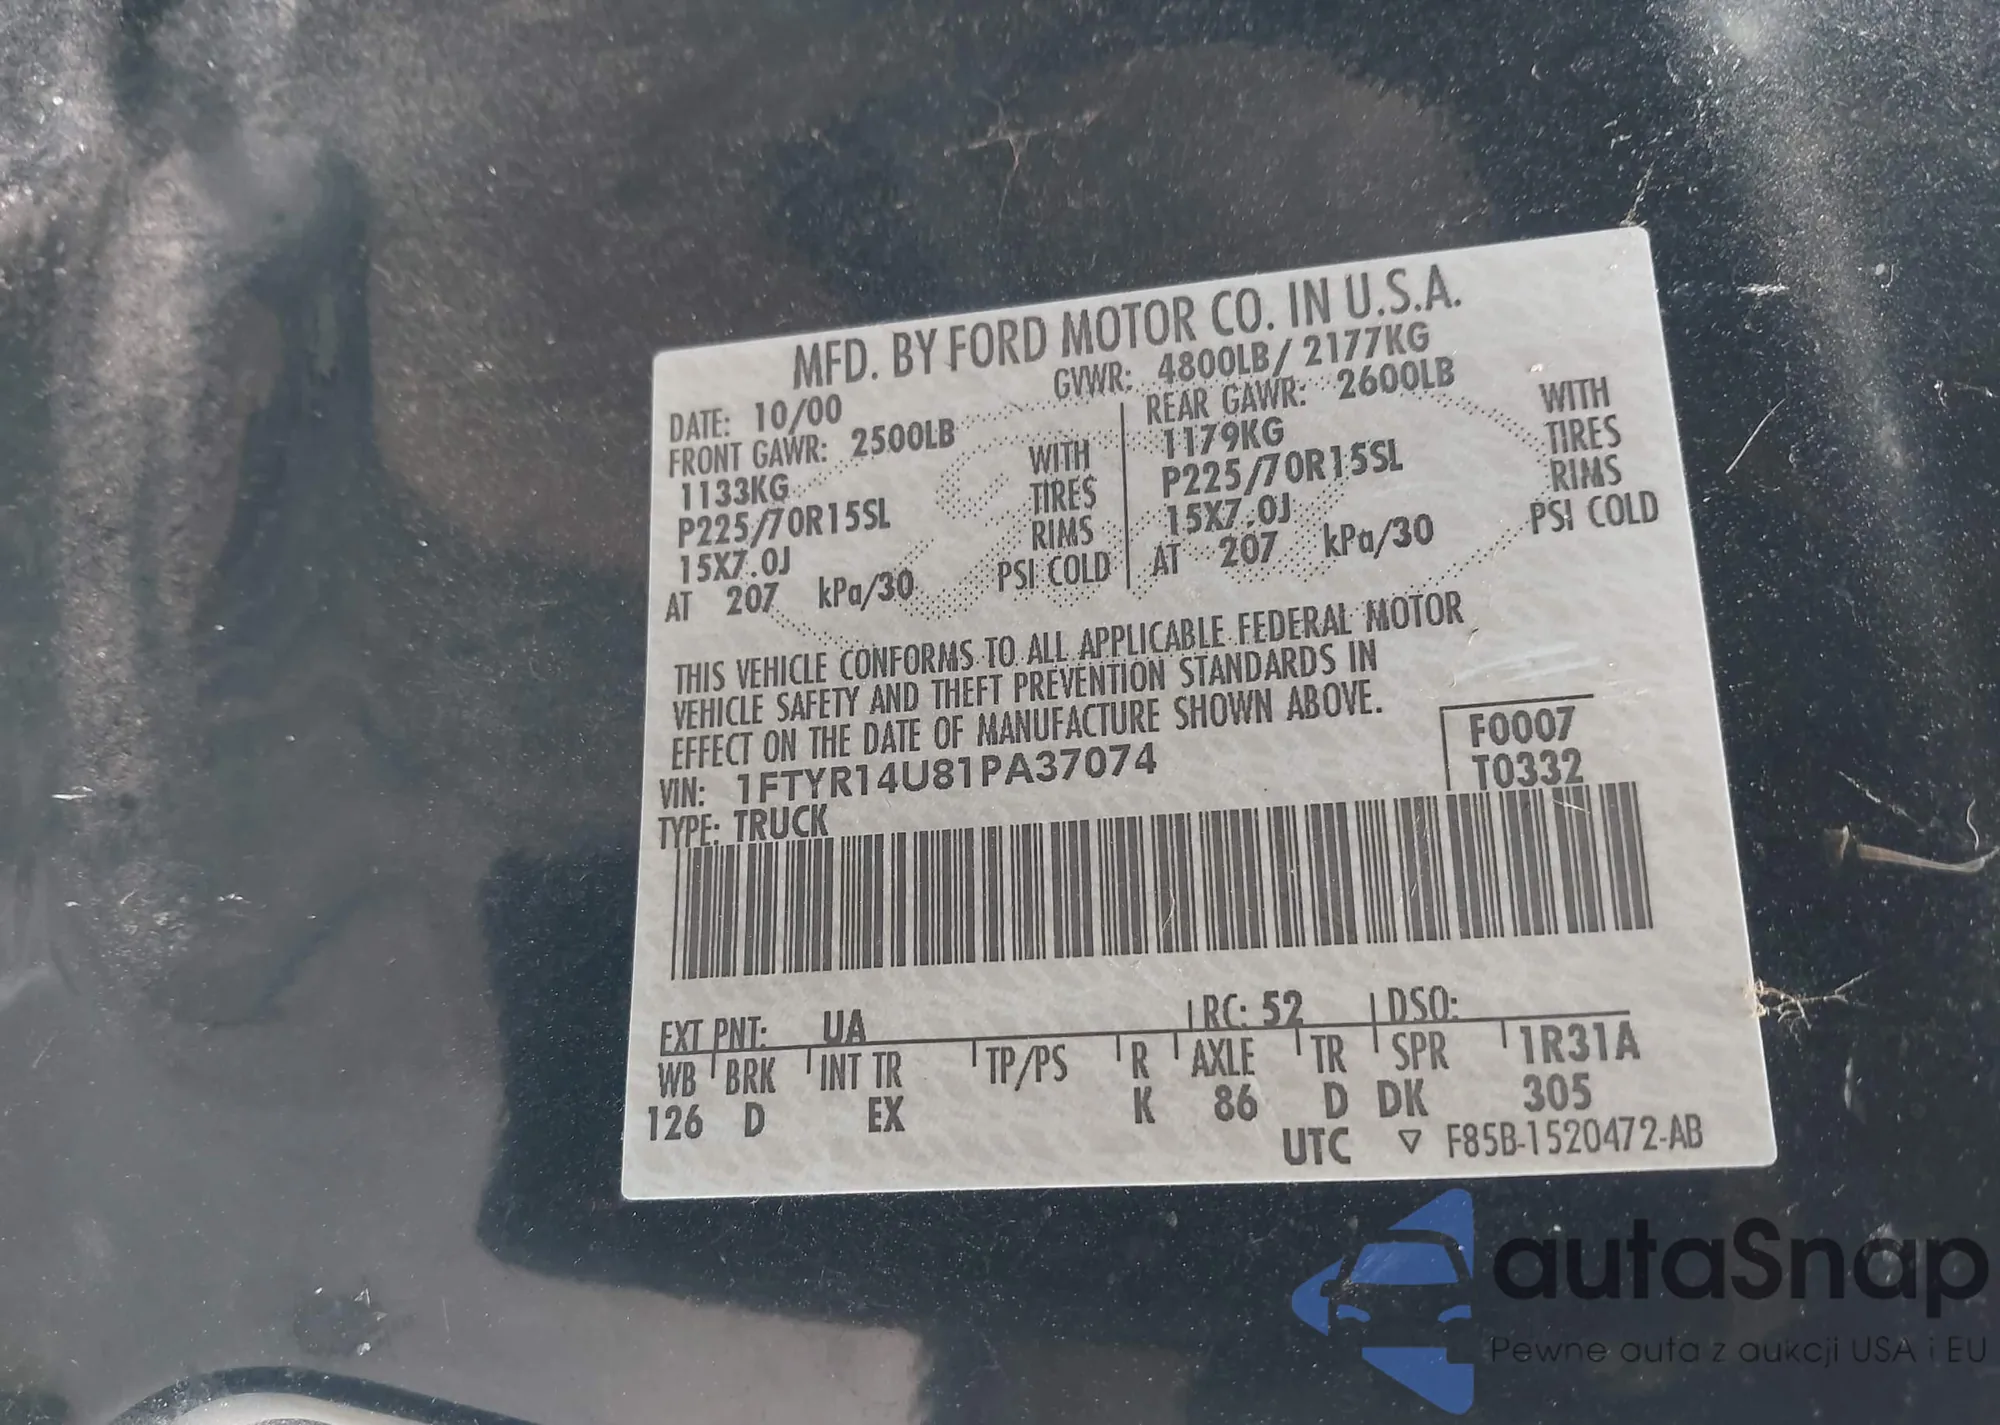 MFD. BY FORD MOTOR CO. IN U.S.A.
DATE: 10/00 GVWR: 4800LB/ 2177KG
FRONT GAWR: 2500LB REAR GAWR: 2600LB
1133KG WITH 1179KG WITH
P225/70R15SL TIRES P225/70R15SL TIRES
15X7.0J RIMS 15X7.0J RIMS
AT 207 kPa/30 PSI COLD AT 207 kPa/30 PSI COLD
THIS VEHICLE CONFORMS TO ALL APPLICABLE FEDERAL MOTOR
VEHICLE SAFETY AND THEFT PREVENTION STANDARDS IN
EFFECT ON THE DATE OF MANUFACTURE SHOWN ABOVE.
VIN: 1FTYR14U81PA37074 F0007
TYPE: TRUCK T0332
EXT PNT: UA RC: 52 DSO:
WB BRK INT TR TP/PS R AXLE TR SPR 1R31A
126 D EX K 86 D DK 305
UTC ▽ F85B-1520472-AB
autaSnap
Pewne auta z aukcji USA i EU